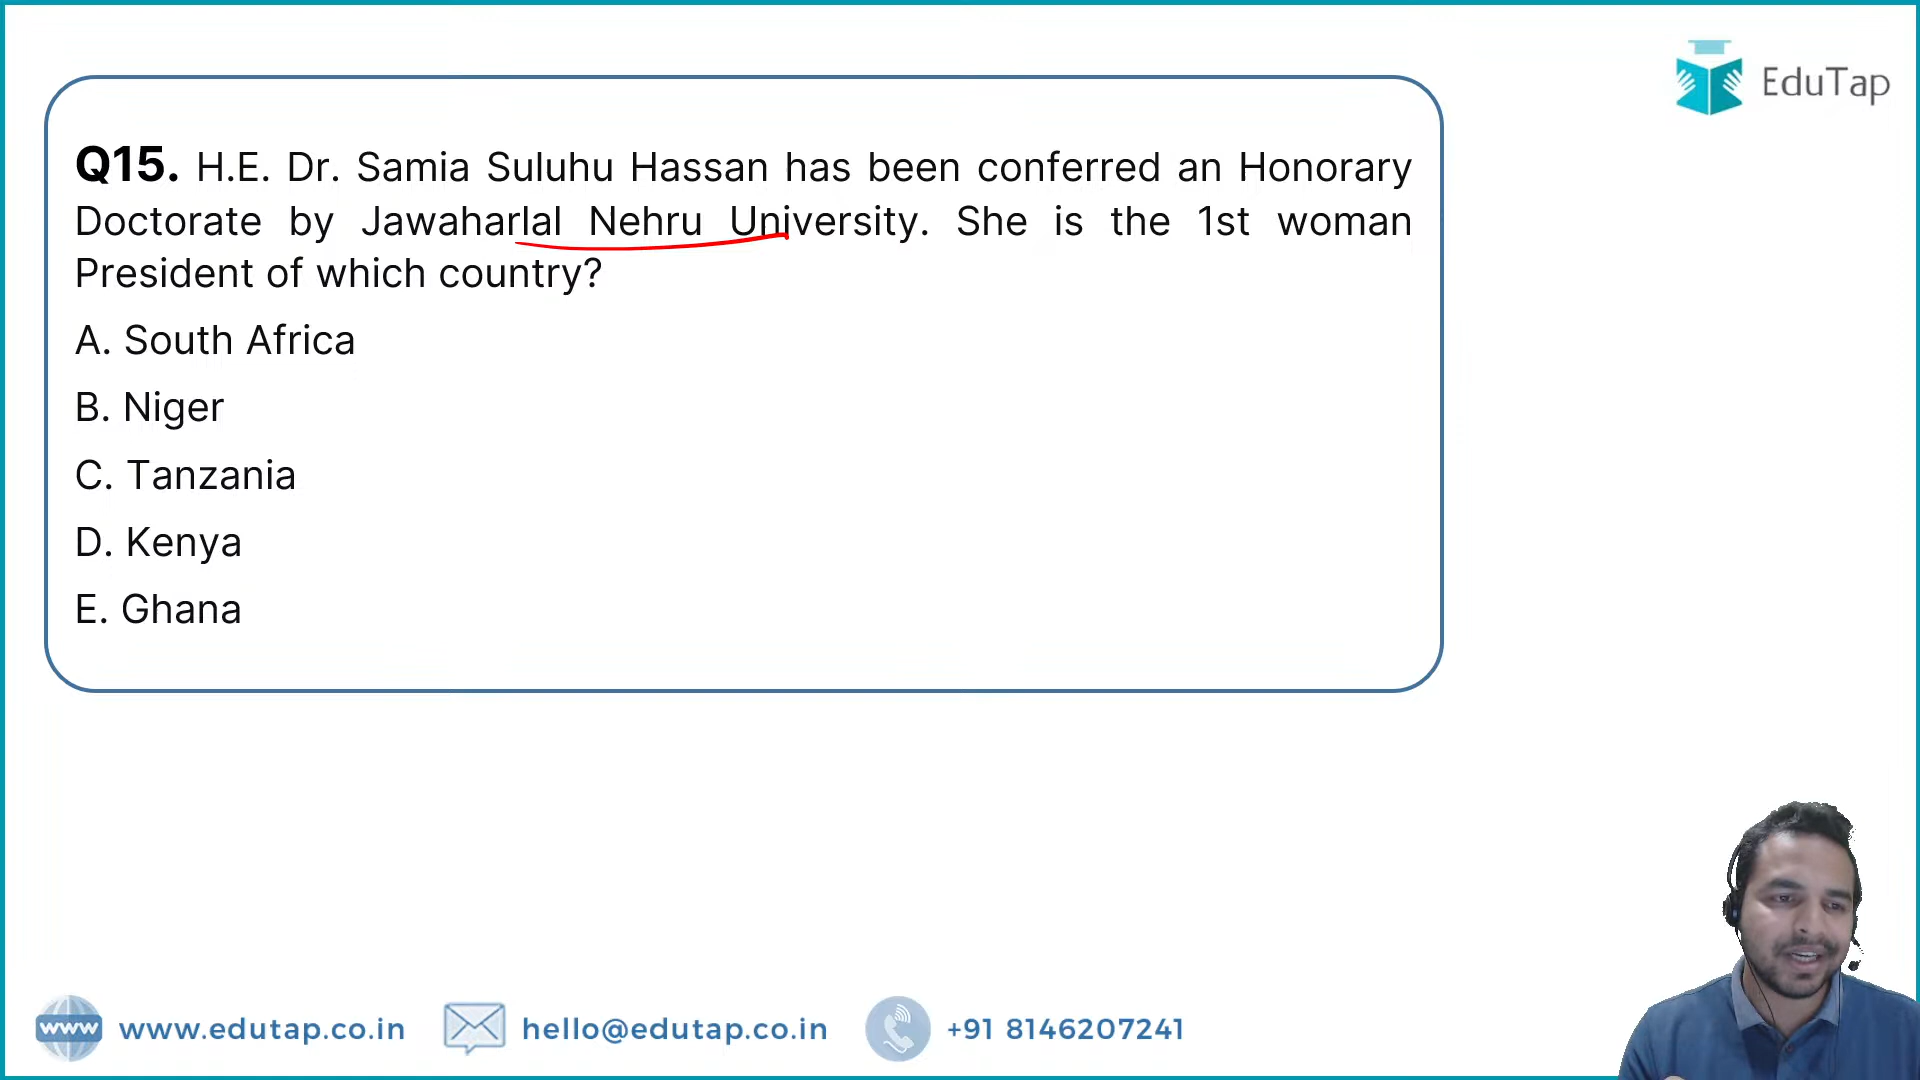 EduTap
Q15. H.E. Dr. Samia Suluhu Hassan has been conferred an Honorary
Doctorate by Jawaharlal Nehru University. She is the 1st woman
President of which country?
A. South Africa
B. Niger
C. Tanzania
D. Kenya
E. Ghana
www www.edutap.co.in hello@edutap.co.in +91 8146207241